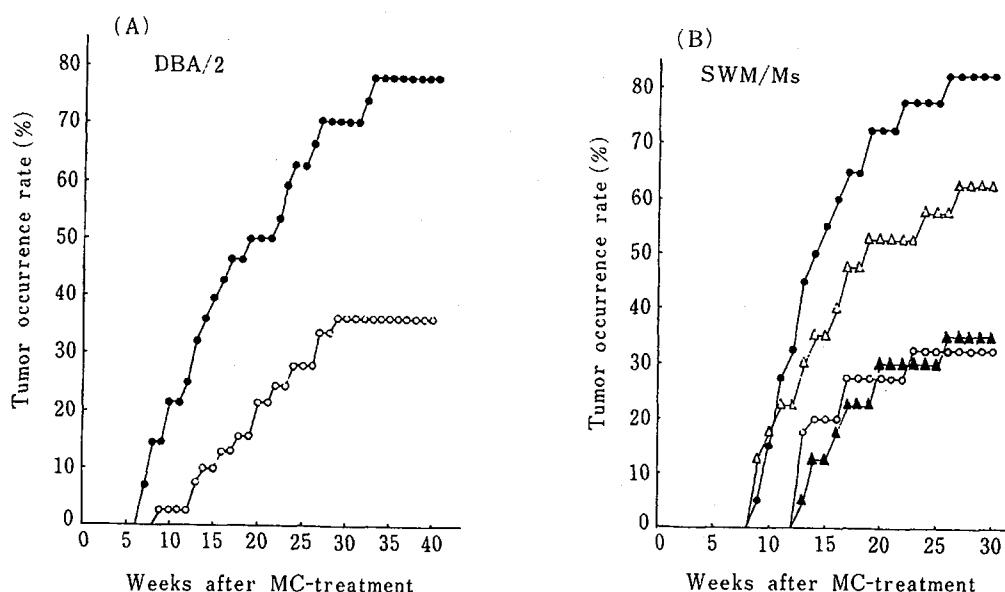 (A)
DBA/2
Tumor occurrence rate (%)
80
70
60
50
40
30
20
10
0
0 5 10 15 20 25 30 35 40
Weeks after MC-treatment
(B)
SWM/Ms
Tumor occurrence rate (%)
80
70
60
50
40
30
20
10
0
0 5 10 15 20 25 30
Weeks after MC-treatment